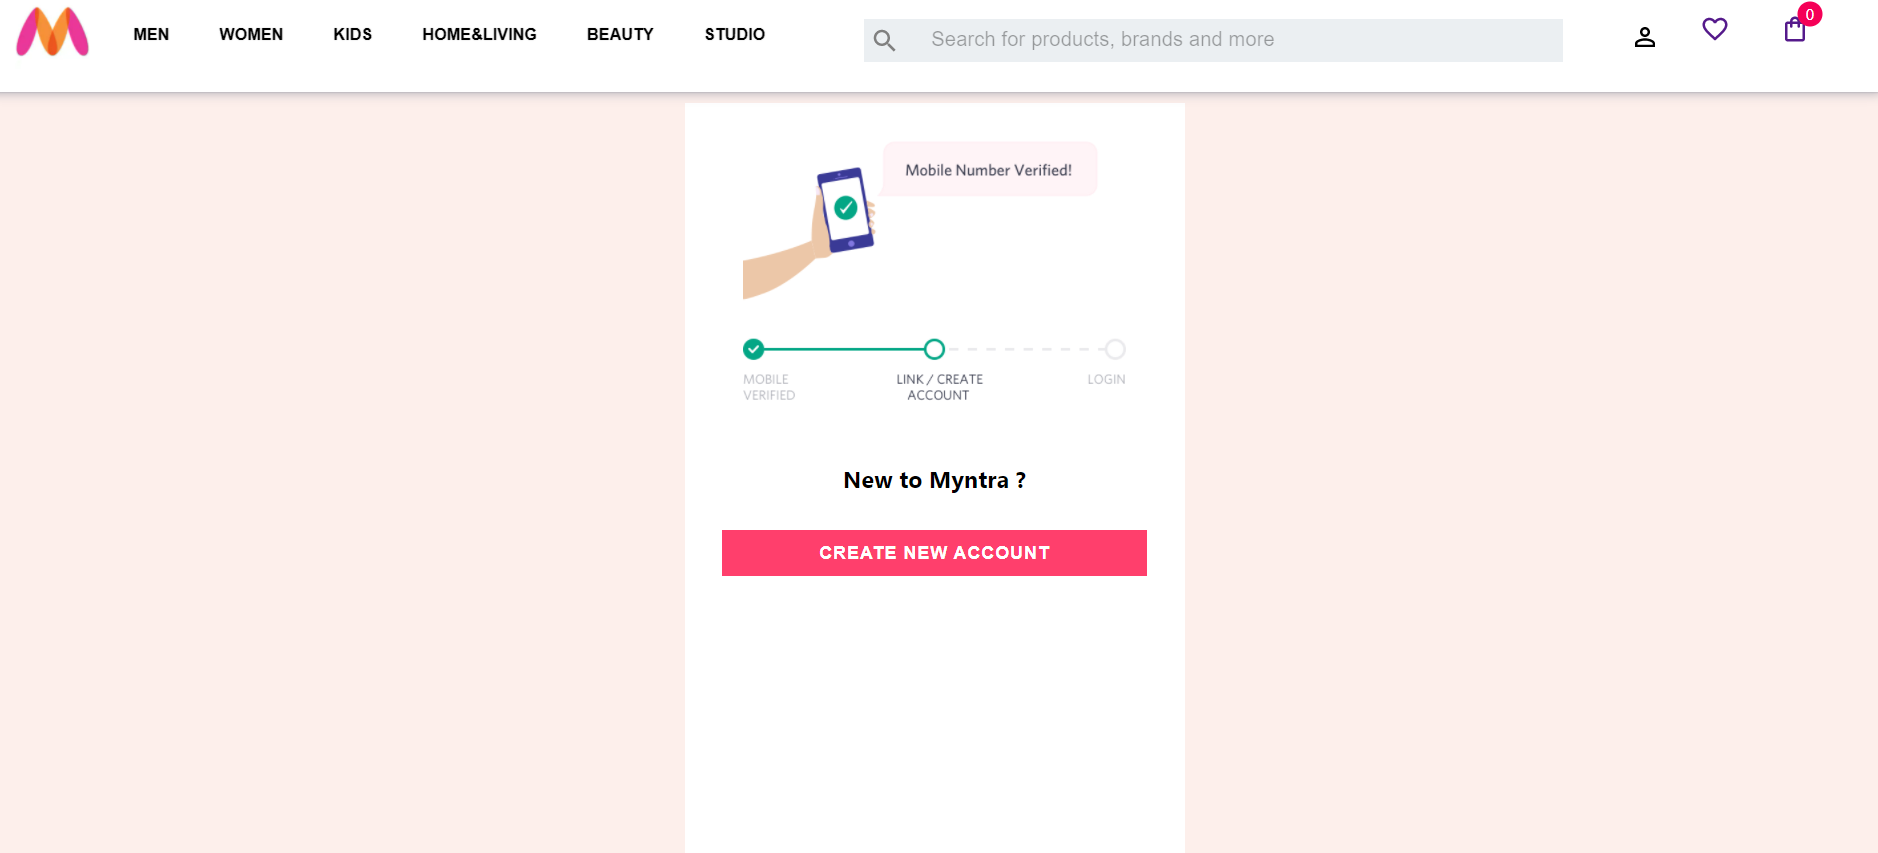 MEN WOMEN KIDS HOME&LIVING BEAUTY STUDIO Search for products, brands and more 0
Mobile Number Verified!
MOBILE VERIFIED
LINK / CREATE ACCOUNT
LOGIN
New to Myntra ?
CREATE NEW ACCOUNT